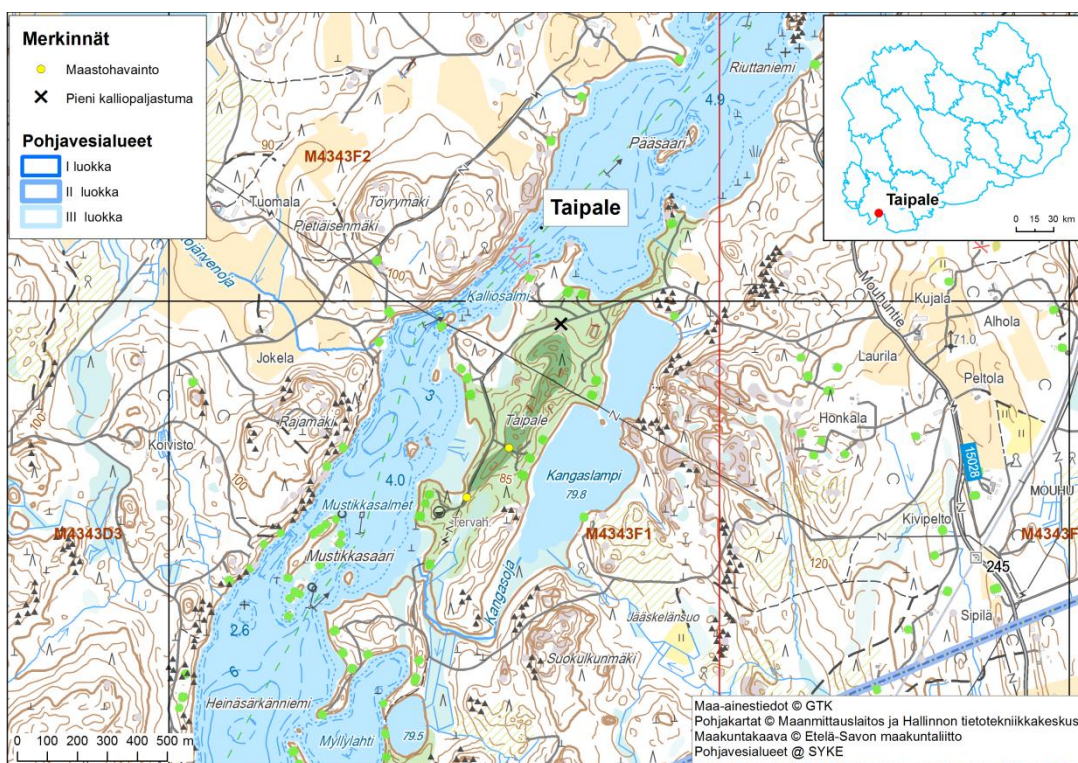 Merkinnät
Maastohavainto
Pieni kalliopaljastuma
Pohjavesialueet
I luokka
II luokka
III luokka
Taipale
0 15 30 km
Riuttaniemi
4.9
Pääsaari
M4343F2
90
Tuomala
Töyrymäki
Pietiäisenmäki
Taipale
100
Kalliosalmi
Mouhuntie
Kujala
Alhola
71.0
Laurila
Peltola
Jokela
3
Rajamäki
Taipale
Honkala
Koivisto
100
100
4.0
85
Kangaslampi
79.8
15028
MOUHU
Mustikkasalmet
Tervah.
M4343D3
M4343F1
Kivipelto
M4343F
Mustikkasaari
120
245
Kangasoja
2.6
6
Jääskelänsuo
Sipilä
Suokulkunmäki
Heinäsärkänniemi
Myllylahti
79.5
0 100 200 300 400 500 m
Maa-ainestiedot © GTK
Pohjakartat © Maanmittauslaitos ja Hallinnon tietotekniikkakeskus
Maakuntakaava © Etelä-Savon maakuntaliitto
Pohjavesialueet @ SYKE